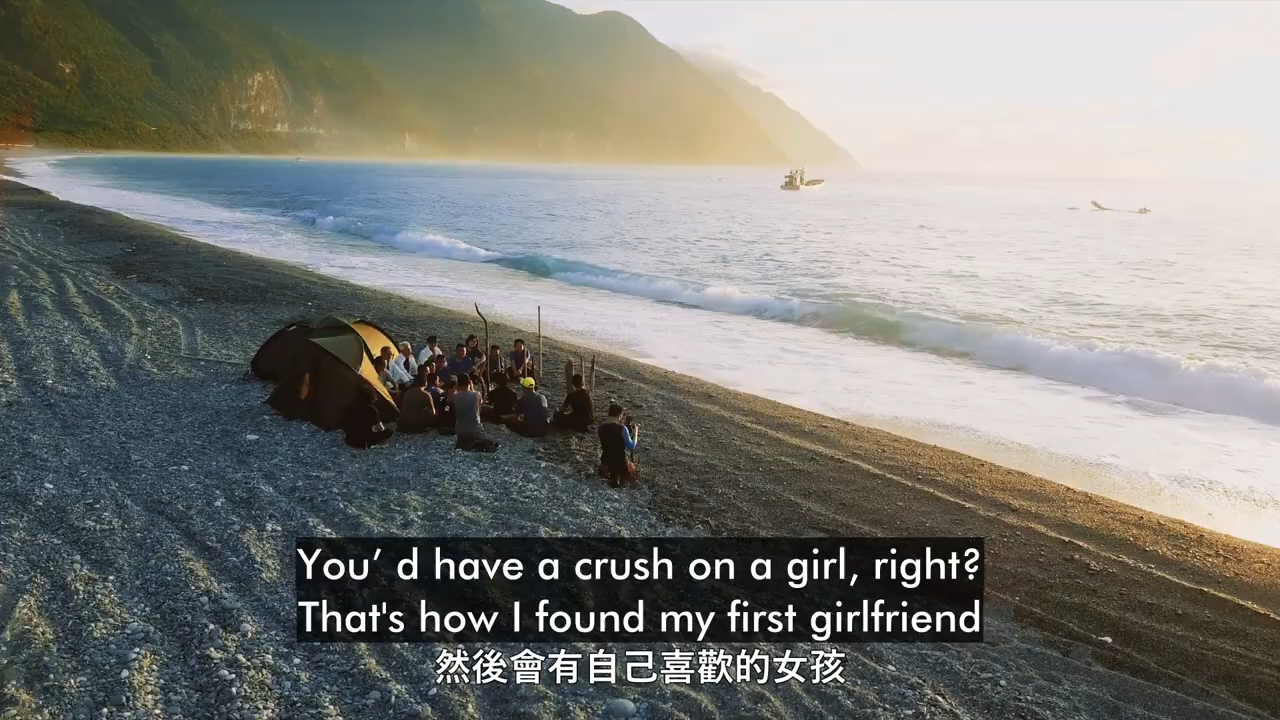 You’ d have a crush on a girl, right?
That's how I found my first girlfriend
然後會有自己喜歡的女孩